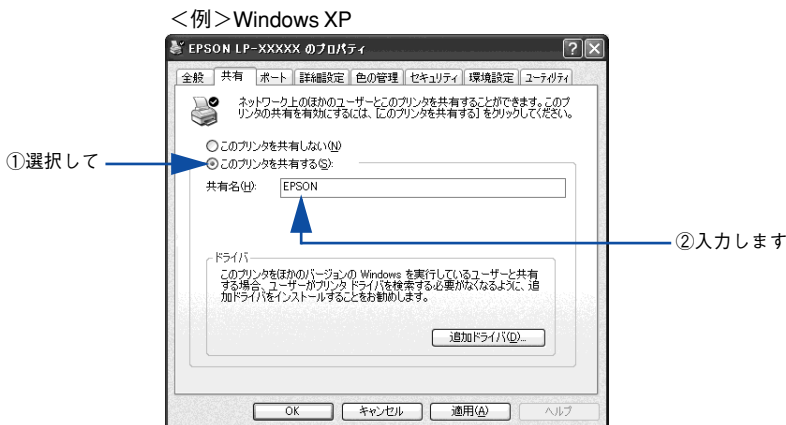 ＜例＞Windows XP
EPSON LP-XXXXX のプロパティ
全般 共有 ポート 詳細設定 色の管理 セキュリティ 環境設定 ユーティリティ
ネットワーク上のほかのユーザーとこのプリンタを共有することができます。このプ
リンタの共有を有効にするには、[このプリンタを共有する] をクリックしてください。
このプリンタを共有しない(N)
①選択して
このプリンタを共有する(S):
共有名(H): EPSON
②入力します
ドライバ
このプリンタをほかのバージョンの Windows を実行しているユーザーと共有
する場合、ユーザーがプリンタ ドライバを検索する必要がなくなるように、追
加ドライバをインストールすることをお勧めします。
追加ドライバ(D)...
OK キャンセル 適用(A) ヘルプ